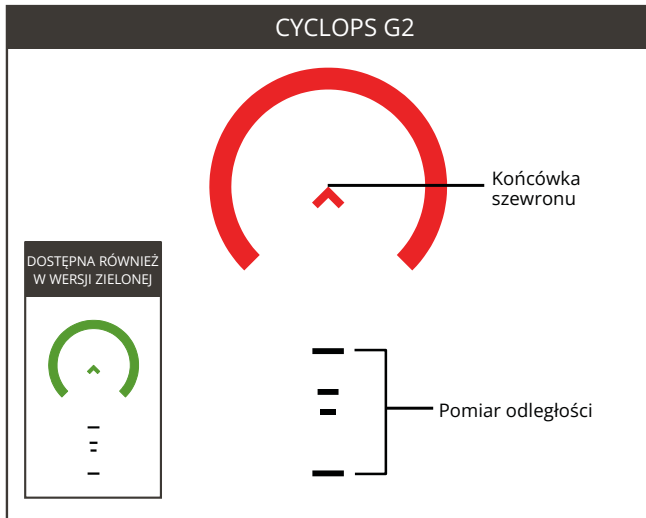 CYCLOPS G2
Końcówka
szewronu
DOSTĘPNA RÓWNIEŻ
W WERSJI ZIELONEJ
Pomiar odległości